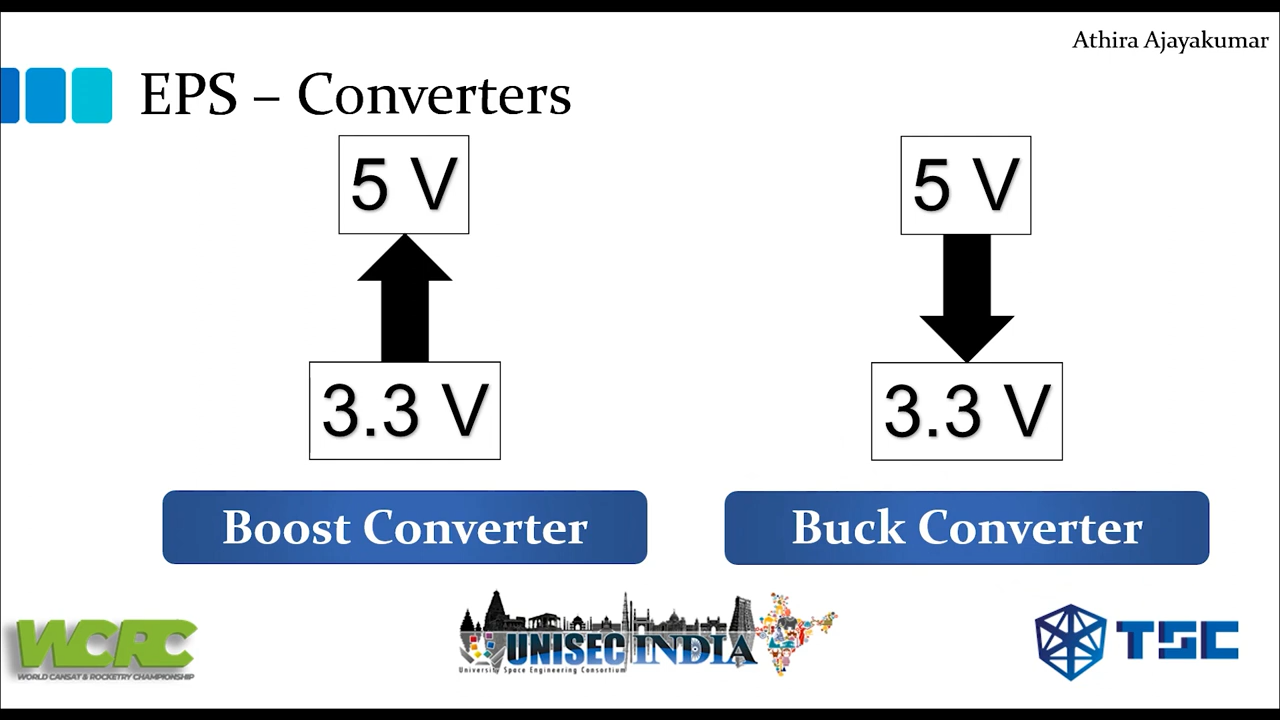 Athira Ajayakumar
EPS – Converters
5 V
3.3 V
Boost Converter
5 V
3.3 V
Buck Converter
WCRC
WORLD CANSAT & ROCKETRY CHAMPIONSHIP
UNISEC INDIA
University Space Engineering Consortium
TSC